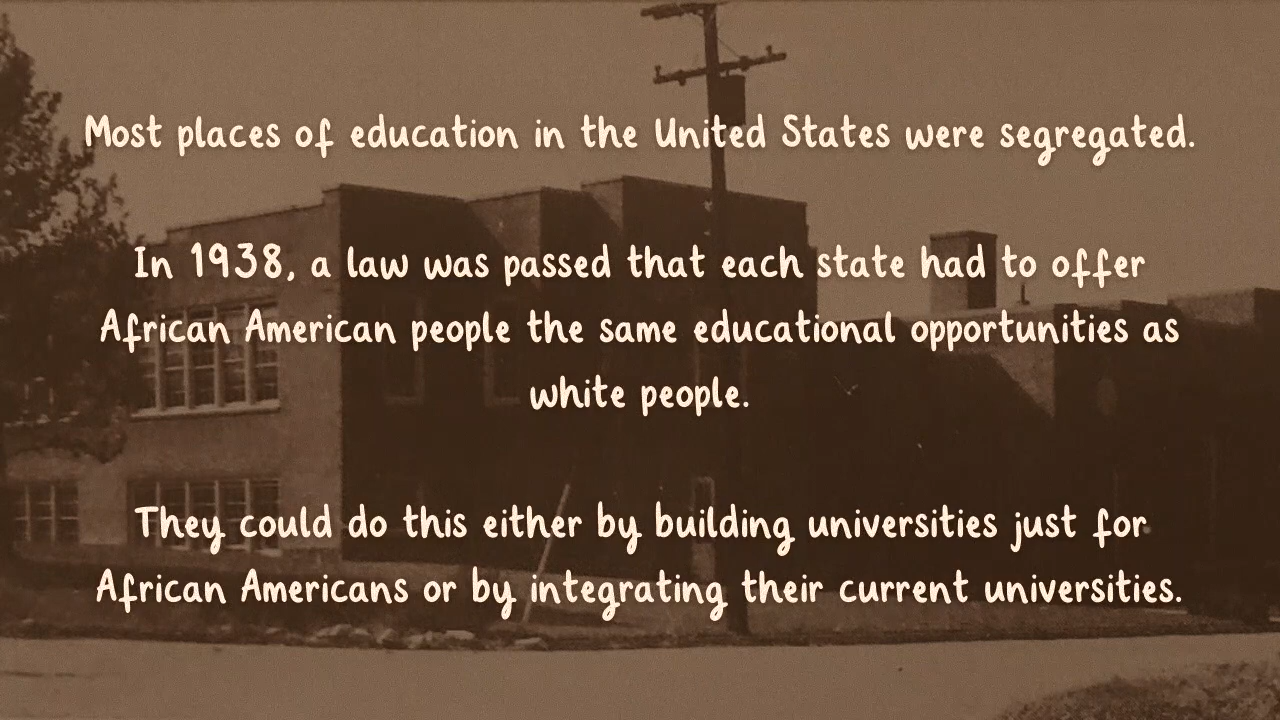 Most places of education in the United States were segregated.
In 1938, a law was passed that each state had to offer
African American people the same educational opportunities as
white people.
They could do this either by building universities just for
African Americans or by integrating their current universities.